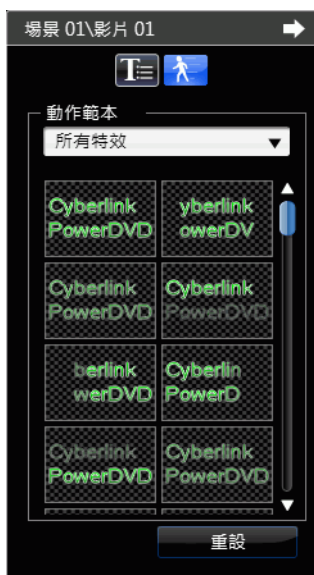 場景 01\影片 01
T
動作範本
所有特效
Cyberlink
PowerDVD
yberlink
owerDV
Cyberlink
PowerDVD
Cyberlink
PowerDVD
berlink
werDVD
Cyberlin
PowerD
Cyberlink
PowerDVD
Cyberlink
PowerDVD
重設